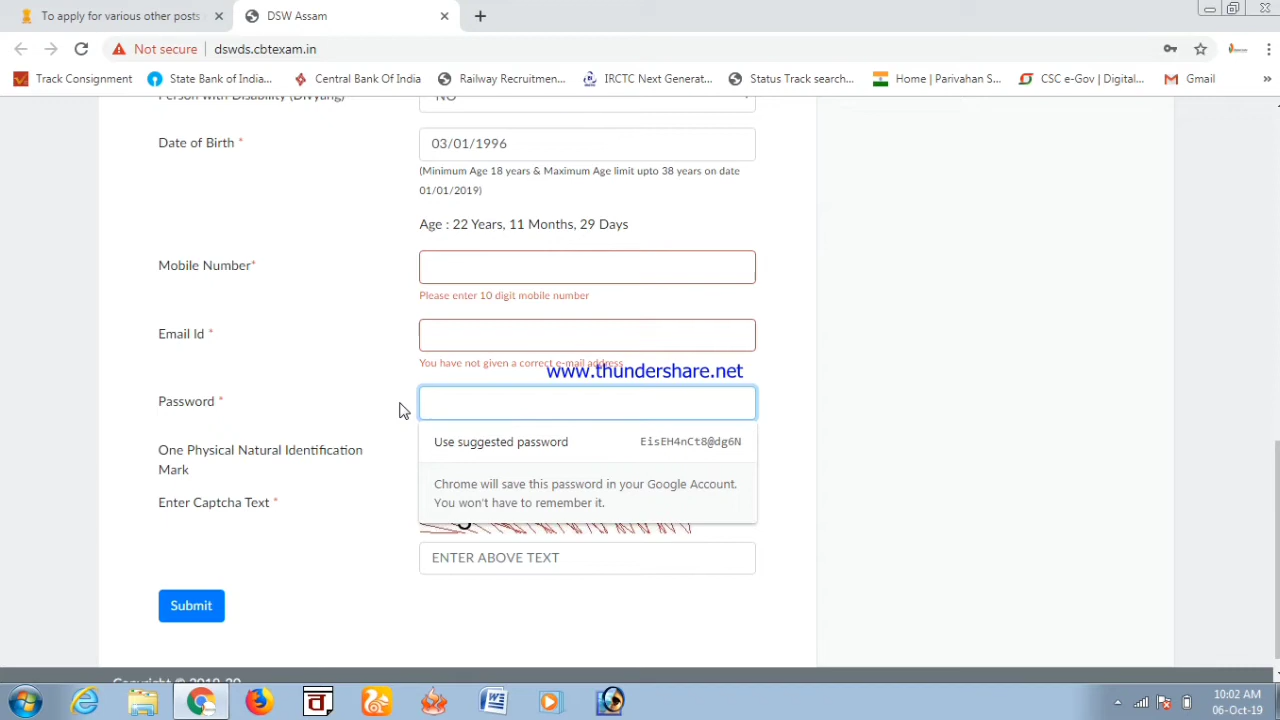 To apply for various other posts
DSW Assam
Not secure
dswds.cbtexam.in
Track Consignment
State Bank of India...
Central Bank Of India
Railway Recruitmen...
IRCTC Next Generat...
Status Track search...
Home | Parivahan S...
CSC e-Gov | Digital...
Gmail
»
Person with Disability (Divyang)
NO
Date of Birth *
03/01/1996
(Minimum Age 18 years & Maximum Age limit upto 38 years on date
01/01/2019)
Age : 22 Years, 11 Months, 29 Days
Mobile Number*
Please enter 10 digit mobile number
Email Id *
You have not given a correct e-mail address
www.thundershare.net
Password *
Use suggested password
EisEH4nCt8@dg6N
Chrome will save this password in your Google Account.
You won't have to remember it.
One Physical Natural Identification
Mark
Enter Captcha Text *
ENTER ABOVE TEXT
Submit
Copyright © 2019-20
व
10:02 AM
06-Oct-19